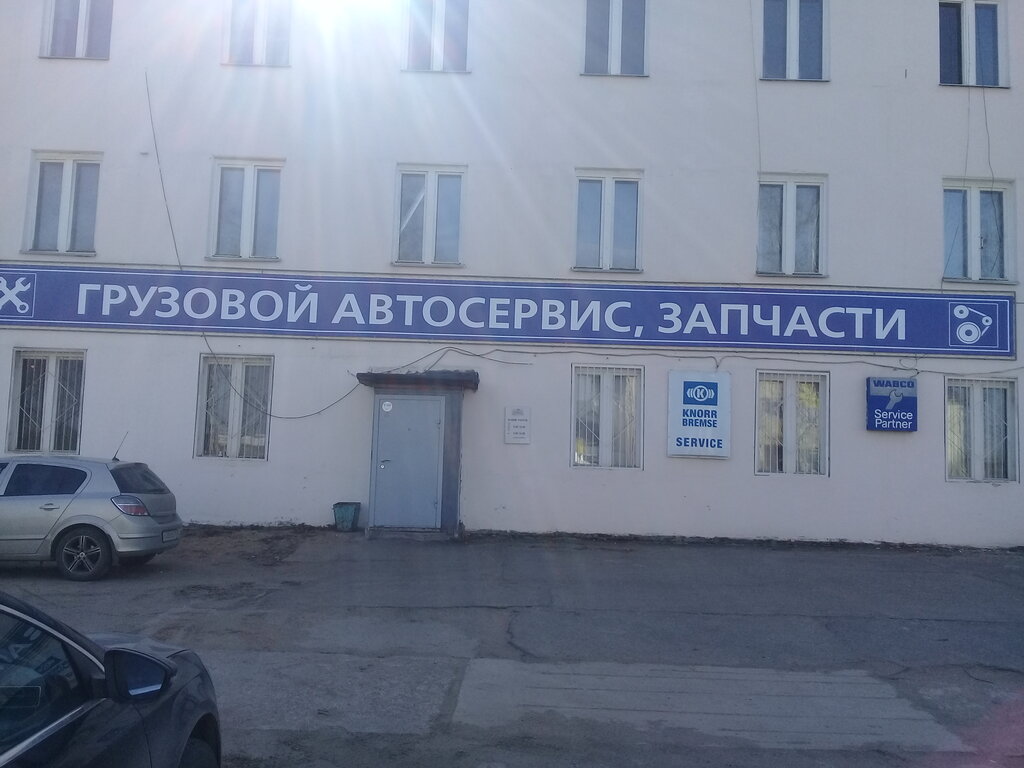 ГРУЗОВОЙ АВТОСЕРВИС, ЗАПЧАСТИ
KNORR
BREMSE
SERVICE
WABCO
Service
Partner